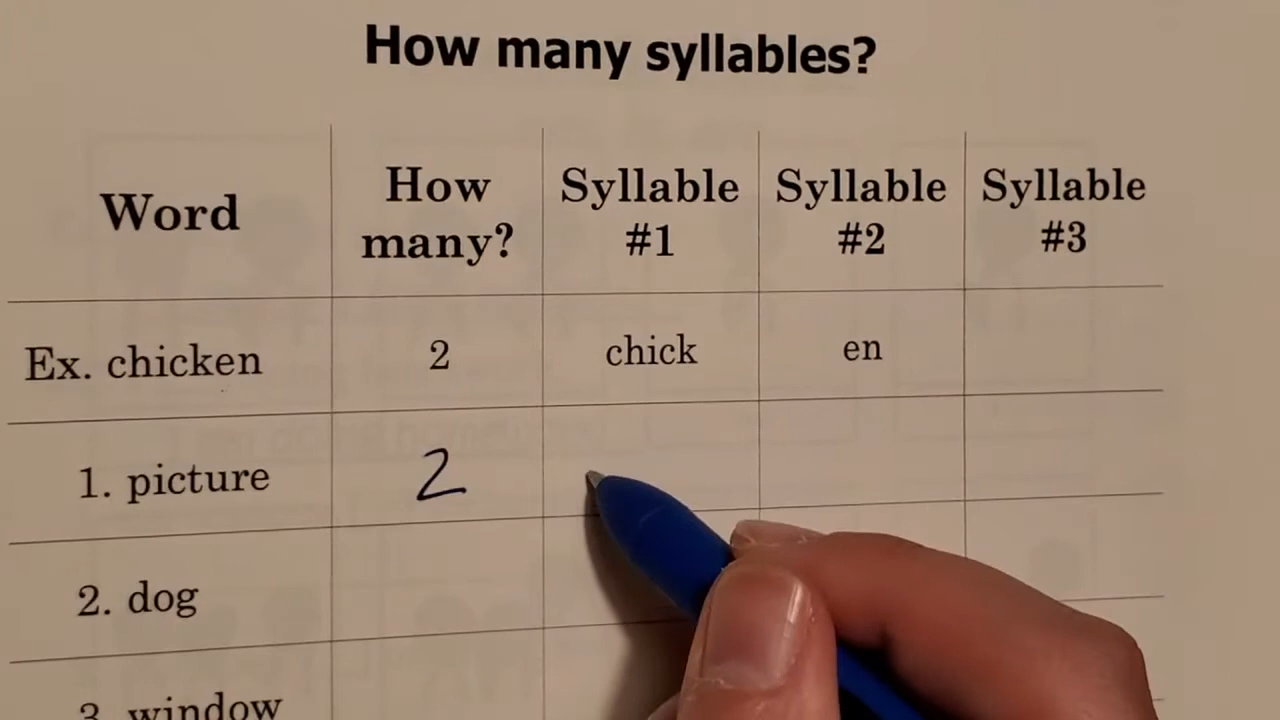 How many syllables?
Word How many? Syllable #1 Syllable #2 Syllable #3
Ex. chicken 2 chick en
1. picture 2
2. dog
3. window